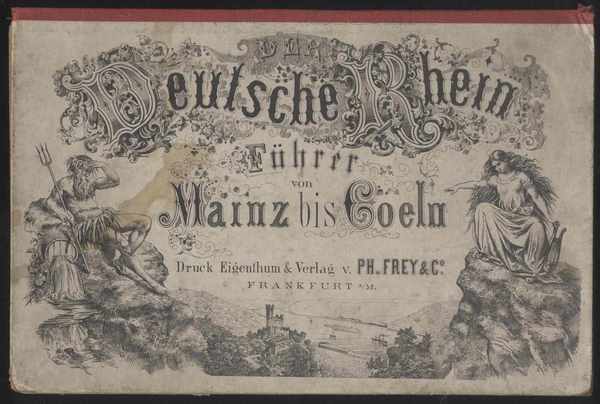 DER
Deutsche Rhein
Führer
von
Mainz bis Coeln
Druck Eigenthum & Verlag v. PH. FREY & Co.
FRANKFURT a/M.